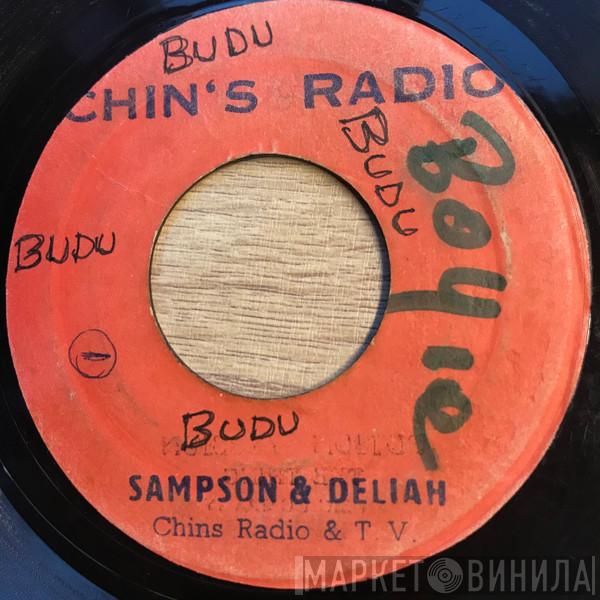 BUDU
CHIN'S RADIO
BUDU
Boyie
BUDU
BUDU
SAMPSON & DELIAH
Chins Radio & T V.
МАРКЕТ ВИНИЛА